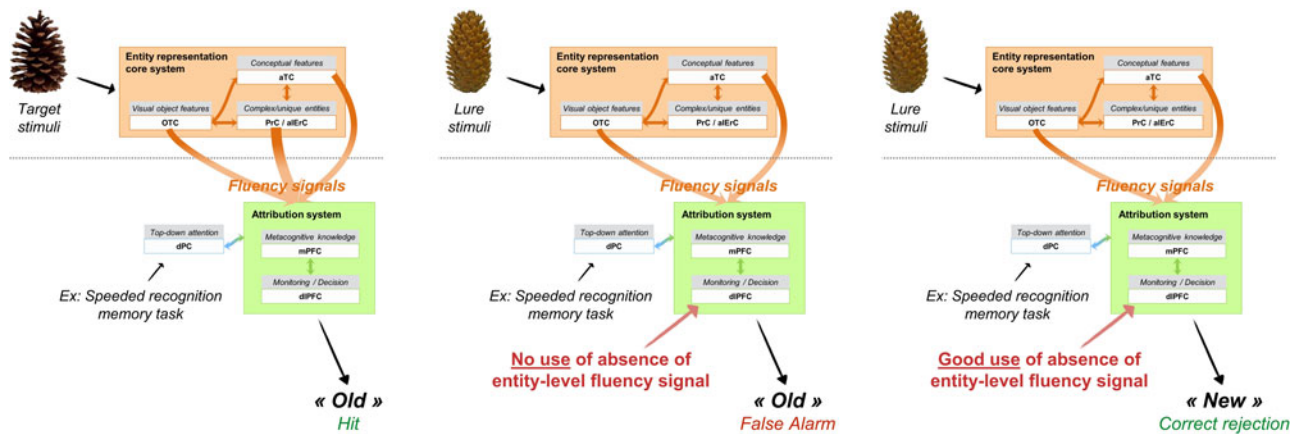 Target
stimuli
Entity representation
core system
Conceptual features
aTC
Visual object features
OTC
Complex/unique entities
PrC / alErC
Fluency signals
Attribution system
Top-down attention
dPC
Metacognitive knowledge
mPFC
Monitoring / Decision
dlPFC
Ex: Speeded recognition
memory task
« Old »
Hit
Lure
stimuli
Entity representation
core system
Conceptual features
aTC
Visual object features
OTC
Complex/unique entities
PrC / alErC
Fluency signals
Attribution system
Top-down attention
dPC
Metacognitive knowledge
mPFC
Monitoring / Decision
dlPFC
Ex: Speeded recognition
memory task
No use of absence of
entity-level fluency signal
« Old »
False Alarm
Lure
stimuli
Entity representation
core system
Conceptual features
aTC
Visual object features
OTC
Complex/unique entities
PrC / alErC
Fluency signals
Attribution system
Top-down attention
dPC
Metacognitive knowledge
mPFC
Monitoring / Decision
dlPFC
Ex: Speeded recognition
memory task
Good use of absence of
entity-level fluency signal
« New »
Correct rejection